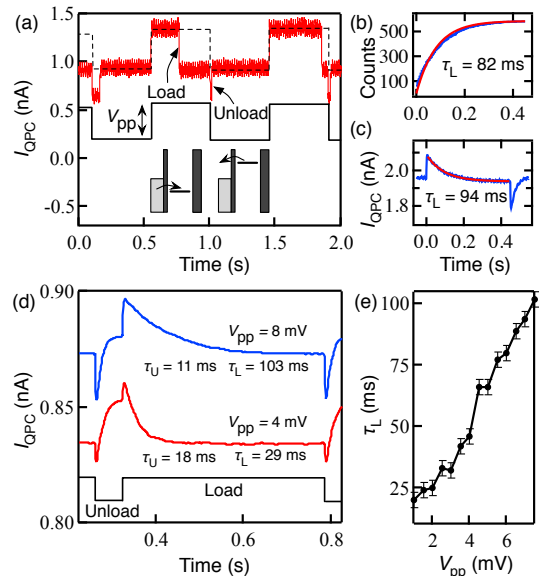 (a)
1.5
1.0
0.5
0.0
-0.5
I_QPC (nA)
V_pp
Load
Unload
0.0
0.5
1.0
1.5
2.0
Time (s)
(b)
500
300
100
Counts
τ_L = 82 ms
0.0
0.2
0.4
(c)
2.0
1.8
I_QPC (nA)
τ_L = 94 ms
0.0
0.2
0.4
Time (s)
(d)
0.90
0.85
0.80
I_QPC (nA)
V_pp = 8 mV
τ_U = 11 ms τ_L = 103 ms
V_pp = 4 mV
τ_U = 18 ms τ_L = 29 ms
Load
Unload
0.4
0.6
0.8
Time (s)
(e)
100
75
50
25
τ_L (ms)
2
4
6
V_pp (mV)